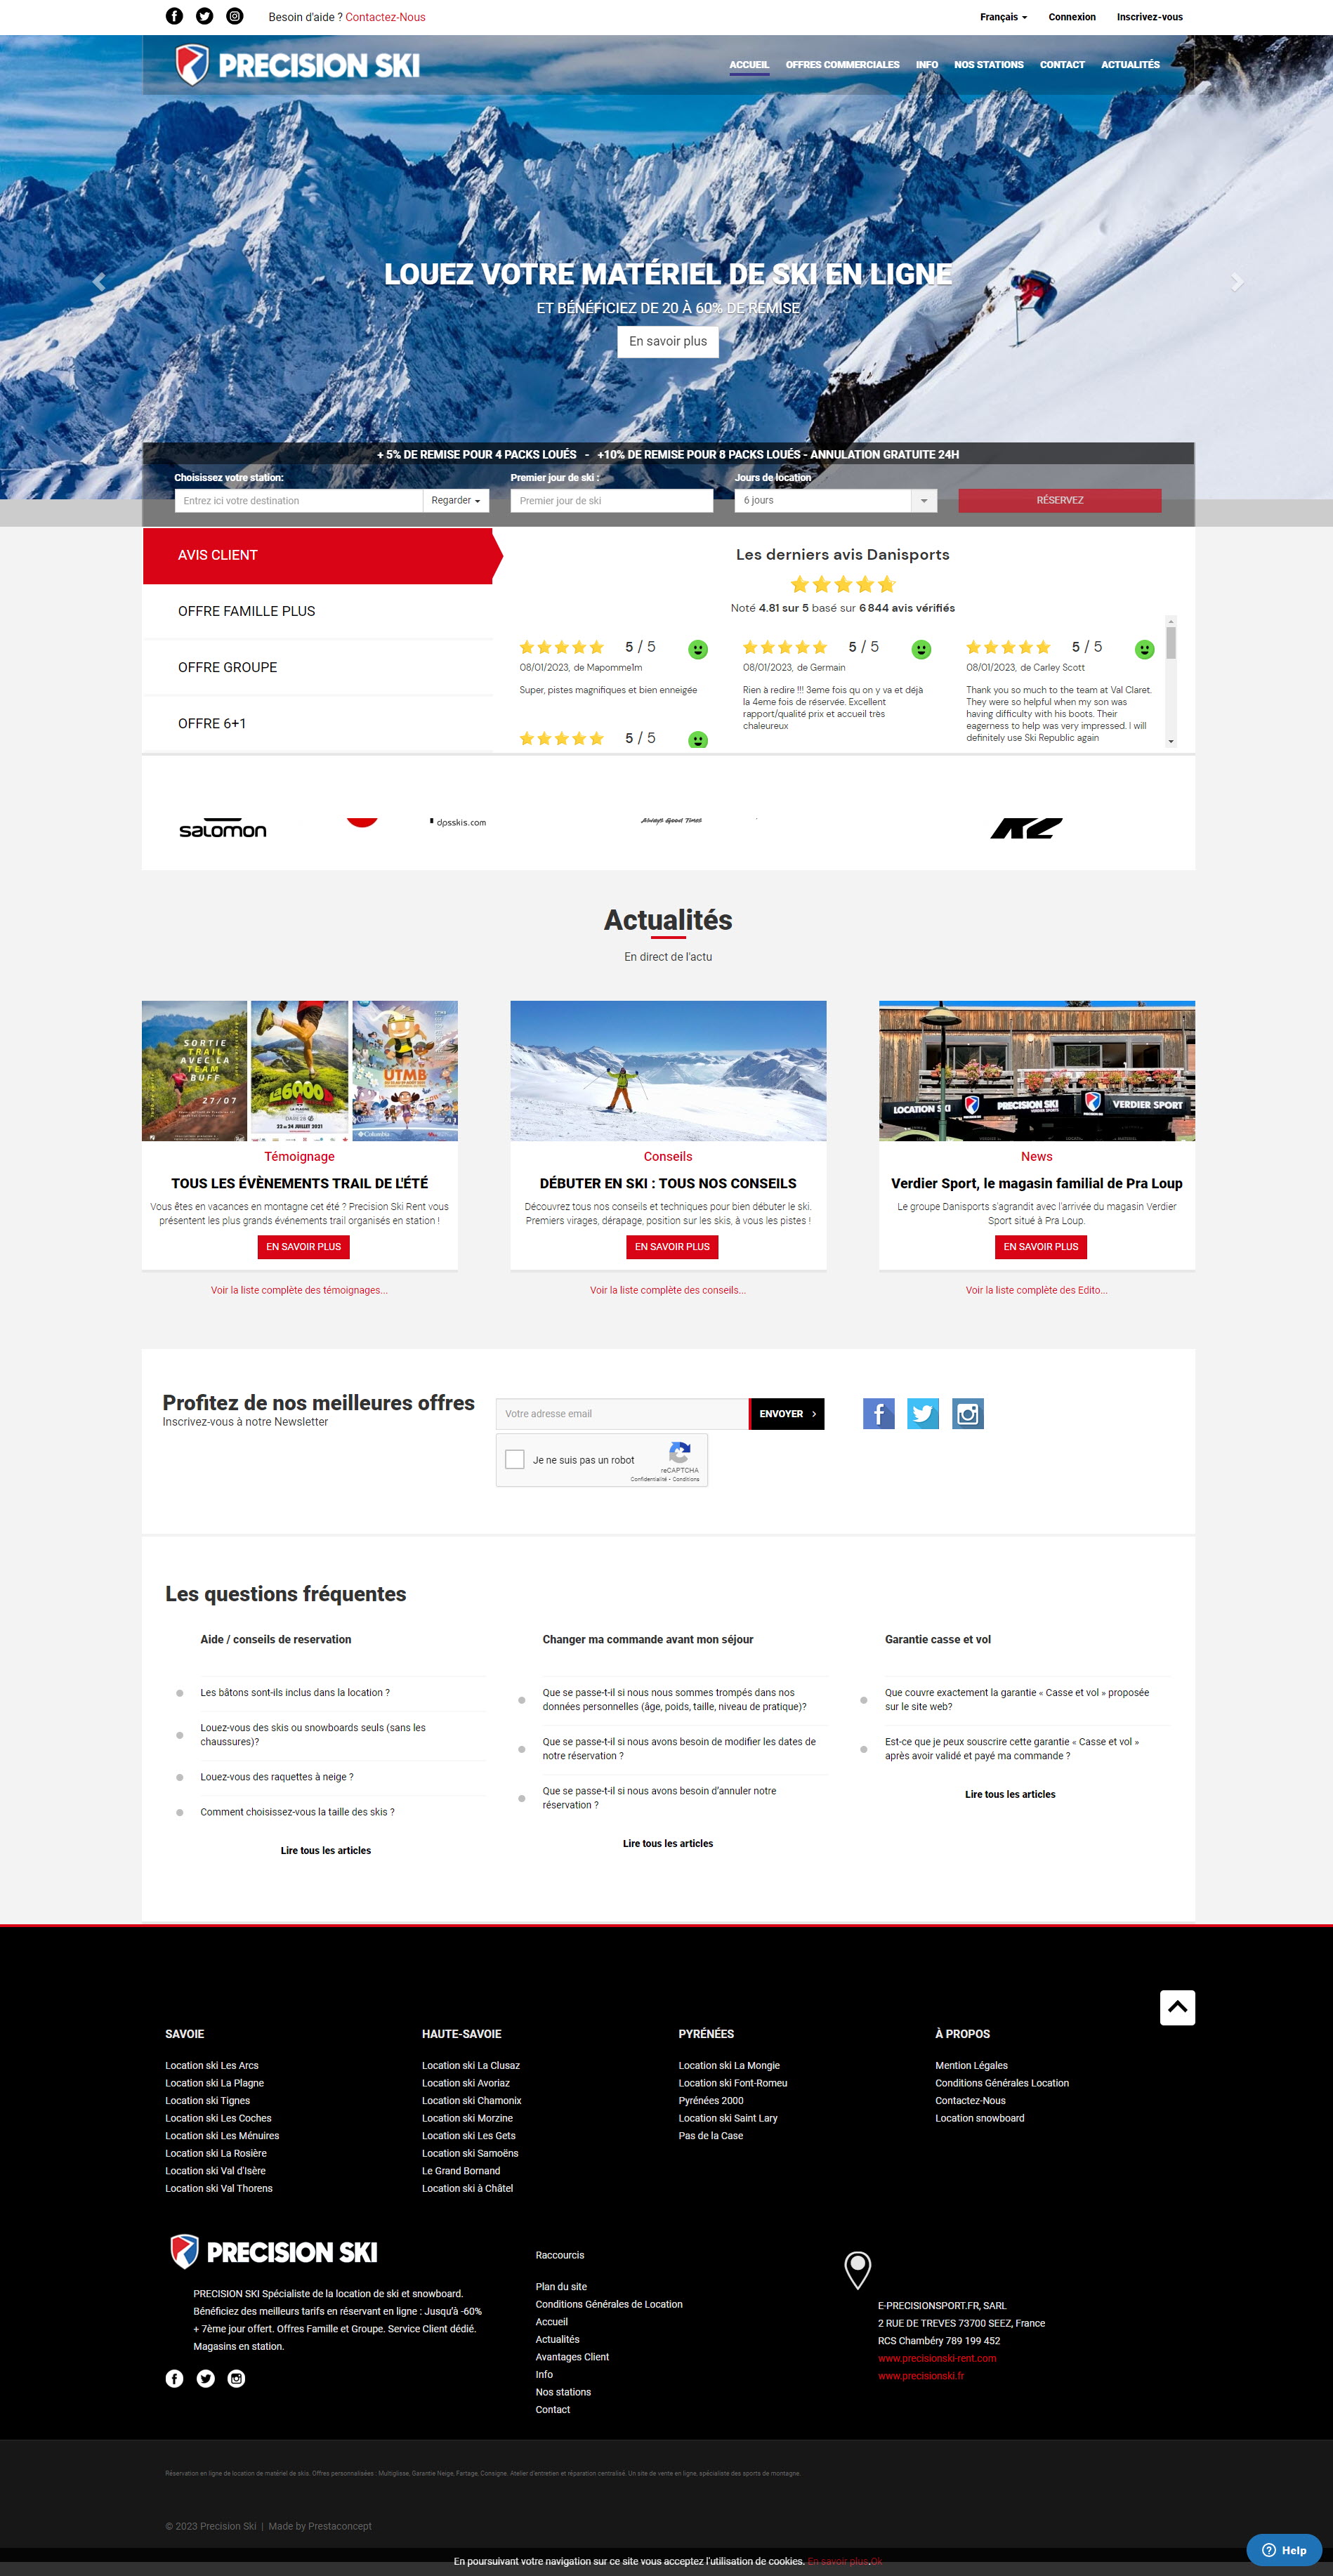 Besoin d'aide ? Contactez-Nous
Français
Connexion
Inscrivez-vous
PRECISION SKI
ACCUEIL
OFFRES COMMERCIALES
INFO
NOS STATIONS
CONTACT
ACTUALITÉS
LOUEZ VOTRE MATÉRIEL DE SKI EN LIGNE
ET BÉNÉFICIEZ DE 20 À 60% DE REMISE
En savoir plus
+ 5% DE REMISE POUR 4 PACKS LOUÉS - +10% DE REMISE POUR 8 PACKS LOUÉS - ANNULATION GRATUITE 24H
Choisissez votre station:
Premier jour de ski :
Jours de location
Entrez ici votre destination
Regarder
Premier jour de ski
6 jours
RÉSERVEZ
AVIS CLIENT
OFFRE FAMILLE PLUS
OFFRE GROUPE
OFFRE 6+1
Les derniers avis Danisports
Noté 4.81 sur 5 basé sur 6 844 avis vérifiés
5 / 5
08/01/2023, de Mapomme1m
Super, pistes magnifiques et bien enneigée
5 / 5
5 / 5
08/01/2023, de Germain
Rien à redire !!! 3eme fois qu on y va et déjà
la 4eme fois de réservée. Excellent
rapport/qualité prix et accueil très
chaleureux
5 / 5
08/01/2023, de Carley Scott
Thank you so much to the team at Val Claret.
They were so helpful when my son was
having difficulty with his boots. Their
eagerness to help was very impressed. I will
definitely use Ski Republic again
salomon
dpsskis.com
Always Good Times
K2
Actualités
En direct de l'actu
SORTIE
TRAIL
AVEC LA
TEAM
BUFF
27/07
6000D
LA PLAGNE
22 au 24 JUILLET 2021
UTMB
Columbia
LOCATION SKI
PRECISION SKI
VERDIER SPORT
VERDIER SPORT
Témoignage
TOUS LES ÉVÈNEMENTS TRAIL DE L'ÉTÉ
Vous êtes en vacances en montagne cet été ? Precision Ski Rent vous
présentent les plus grands événements trail organisés en station !
EN SAVOIR PLUS
Voir la liste complète des témoignages...
Conseils
DÉBUTER EN SKI : TOUS NOS CONSEILS
Découvrez tous nos conseils et techniques pour bien débuter le ski.
Premiers virages, dérapage, position sur les skis, à vous les pistes !
EN SAVOIR PLUS
Voir la liste complète des conseils...
News
Verdier Sport, le magasin familial de Pra Loup
Le groupe Danisports s'agrandit avec l'arrivée du magasin Verdier
Sport situé à Pra Loup.
EN SAVOIR PLUS
Voir la liste complète des Edito...
Profitez de nos meilleures offres
Inscrivez-vous à notre Newsletter
Votre adresse email
ENVOYER
Je ne suis pas un robot
reCAPTCHA
Confidentialité - Conditions
Les questions fréquentes
Aide / conseils de reservation
Les bâtons sont-ils inclus dans la location ?
Louez-vous des skis ou snowboards seuls (sans les
chaussures)?
Louez-vous des raquettes à neige ?
Comment choisissez-vous la taille des skis ?
Lire tous les articles
Changer ma commande avant mon séjour
Que se passe-t-il si nous nous sommes trompés dans nos
données personnelles (âge, poids, taille, niveau de pratique)?
Que se passe-t-il si nous avons besoin de modifier les dates de
notre réservation ?
Que se passe-t-il si nous avons besoin d'annuler notre
réservation ?
Lire tous les articles
Garantie casse et vol
Que couvre exactement la garantie « Casse et vol » proposée
sur le site web?
Est-ce que je peux souscrire cette garantie « Casse et vol »
après avoir validé et payé ma commande ?
Lire tous les articles
SAVOIE
Location ski Les Arcs
Location ski La Plagne
Location ski Tignes
Location ski Les Coches
Location ski Les Ménuires
Location ski La Rosière
Location ski Val d'Isère
Location ski Val Thorens
HAUTE-SAVOIE
Location ski La Clusaz
Location ski Avoriaz
Location ski Chamonix
Location ski Morzine
Location ski Les Gets
Location ski Samoëns
Le Grand Bornand
Location ski à Châtel
PYRÉNÉES
Location ski La Mongie
Location ski Font-Romeu
Pyrénées 2000
Location ski Saint Lary
Pas de la Case
À PROPOS
Mention Légales
Conditions Générales Location
Contactez-Nous
Location snowboard
PRECISION SKI
PRECISION SKI Spécialiste de la location de ski et snowboard.
Bénéficiez des meilleurs tarifs en réservant en ligne : Jusqu'à -60%
+ 7ème jour offert. Offres Famille et Groupe. Service Client dédié.
Magasins en station.
Raccourcis
Plan du site
Conditions Générales de Location
Accueil
Actualités
Avantages Client
Info
Nos stations
Contact
E-PRECISIONSPORT.FR, SARL
2 RUE DE TREVES 73700 SEEZ, France
RCS Chambéry 789 199 452
www.precisionski-rent.com
www.precisionski.fr
Réservation en ligne de location de matériel de skis. Offres personnalisées : Multiglisse, Garantie Neige, Fartage, Consigne. Atelier d'entretien et réparation centralisé. Un site de vente en ligne, spécialiste des sports de montagne.
© 2023 Precision Ski | Made by Prestaconcept
Help
En poursuivant votre navigation sur ce site vous acceptez l'utilisation de cookies. En savoir plus.Ok